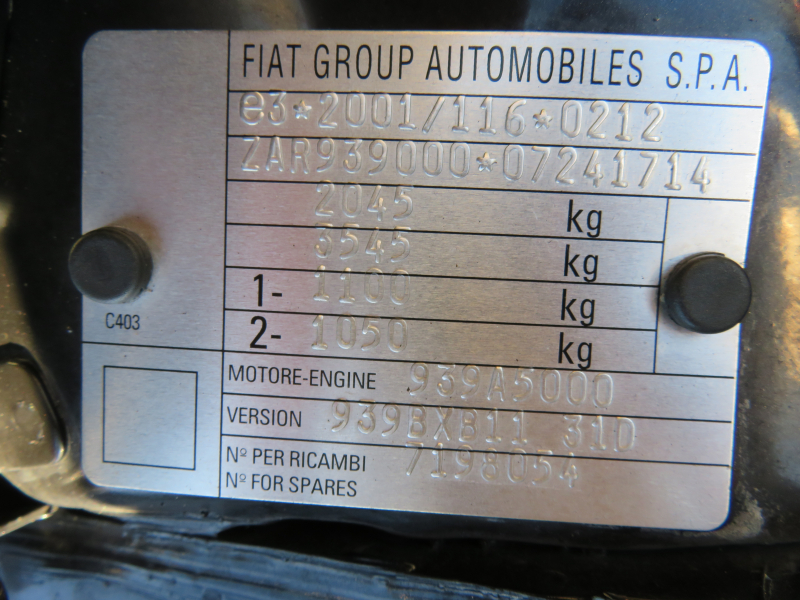 FIAT GROUP AUTOMOBILES S.P.A.
e3*2001/116*0212
ZAR939000*07241714
2045 kg
3545 kg
1- 1100 kg
2- 1050 kg
C403
MOTORE-ENGINE 939A5000
VERSION 939BXB11 31D
Nº PER RICAMBI 7198054
Nº FOR SPARES